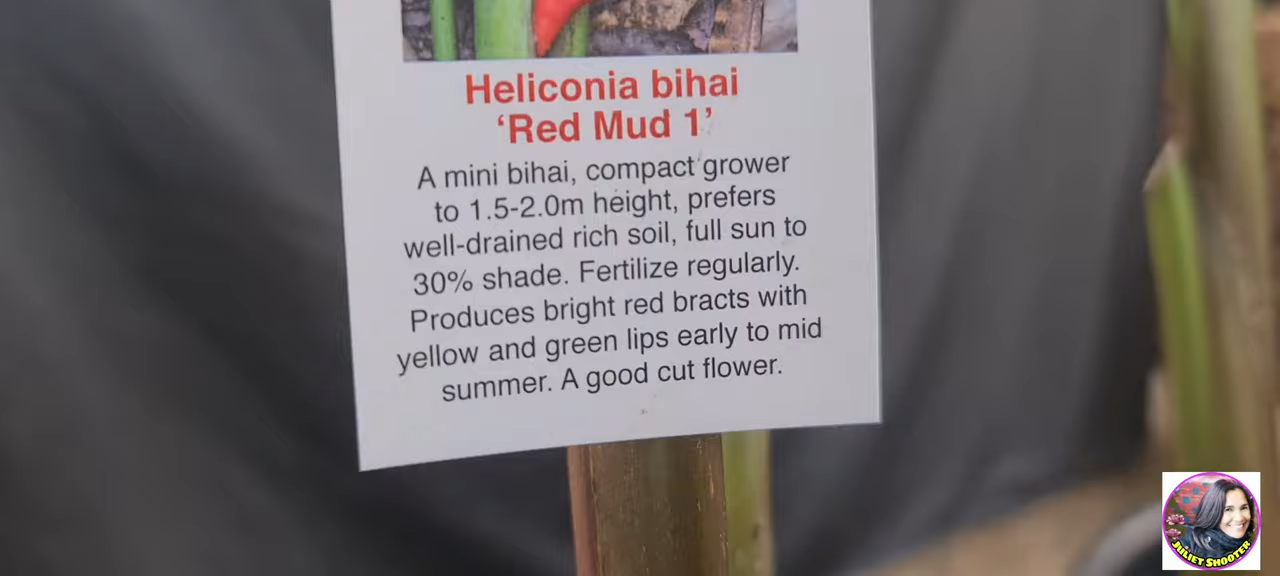 Heliconia bihai
‘Red Mud 1’
A mini bihai, compact grower
to 1.5-2.0m height, prefers
well-drained rich soil, full sun to
30% shade. Fertilize regularly.
Produces bright red bracts with
yellow and green lips early to mid
summer. A good cut flower.
JULIET SHOOTER